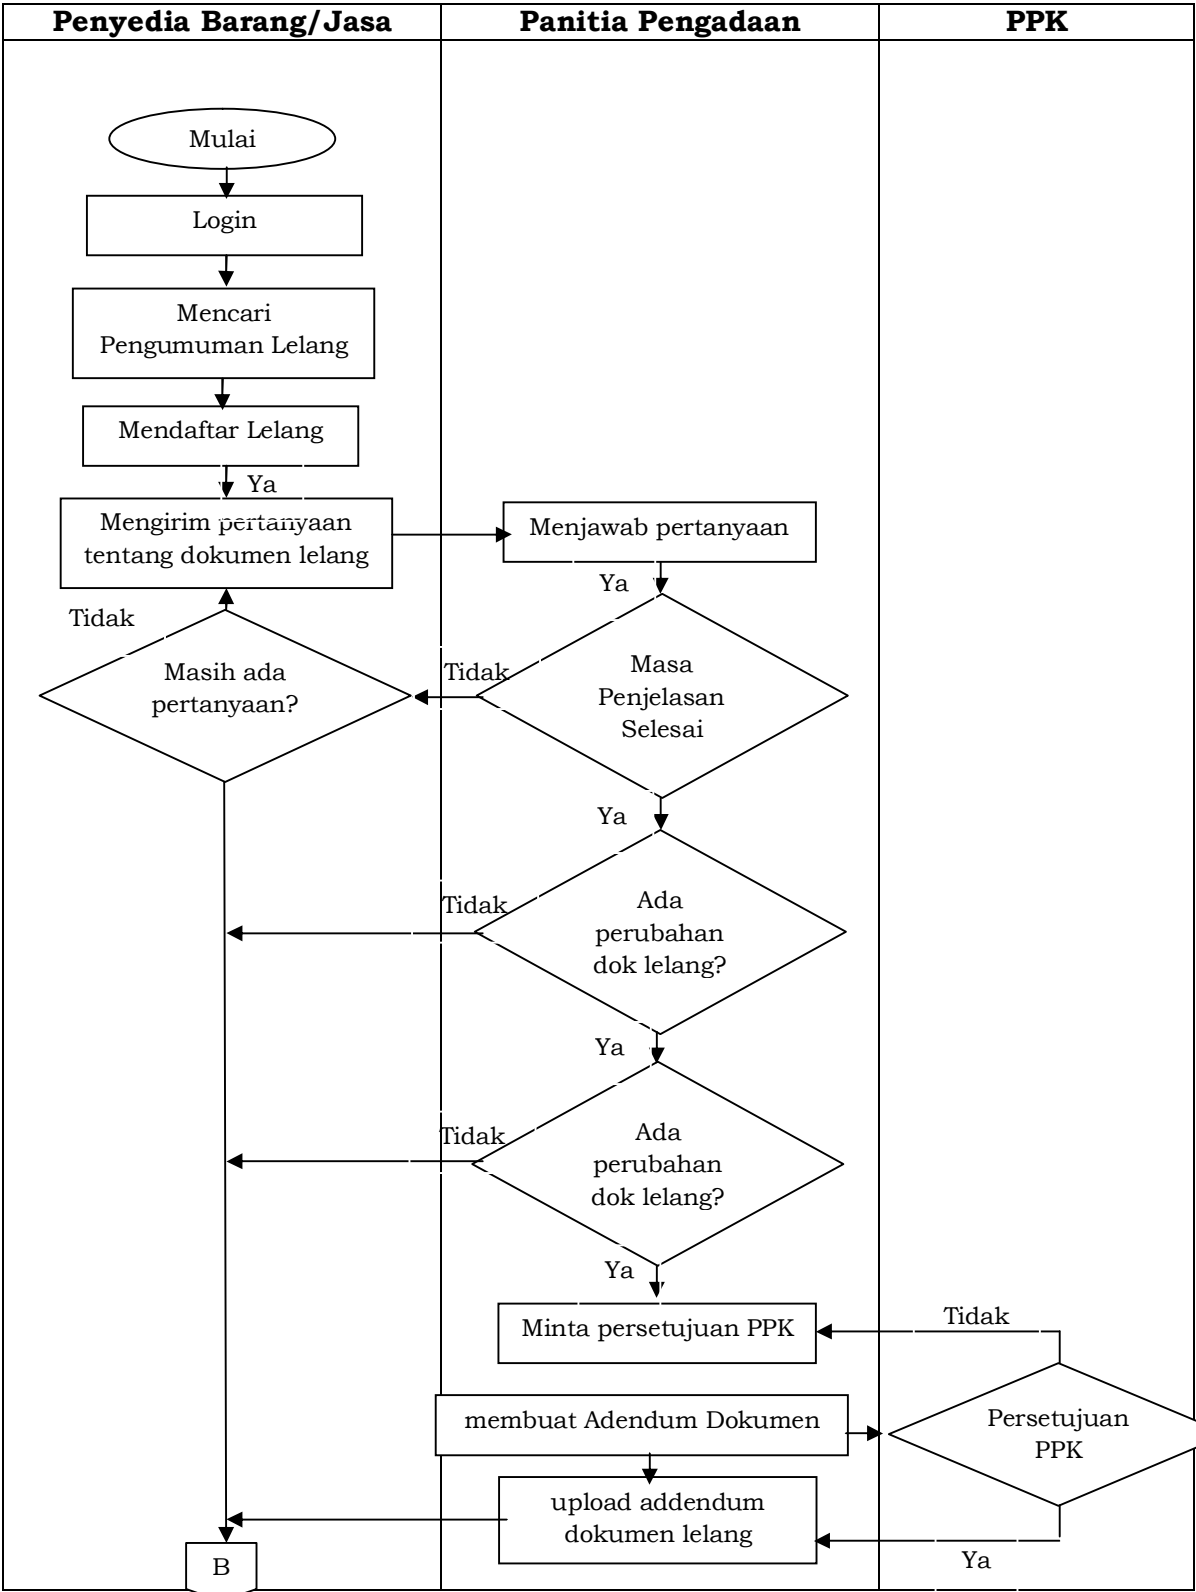 Penyedia Barang/Jasa
Panitia Pengadaan
PPK
Mulai
Login
Mencari
Pengumuman Lelang
Mendaftar Lelang
Ya
Mengirim pertanyaan
tentang dokumen lelang
Menjawab pertanyaan
Ya
Tidak
Masih ada
pertanyaan?
Tidak
Masa
Penjelasan
Selesai
Ya
Tidak
Ada
perubahan
dok lelang?
Ya
Tidak
Ada
perubahan
dok lelang?
Ya
Minta persetujuan PPK
Tidak
membuat Adendum Dokumen
Persetujuan
PPK
upload addendum
dokumen lelang
Ya
B